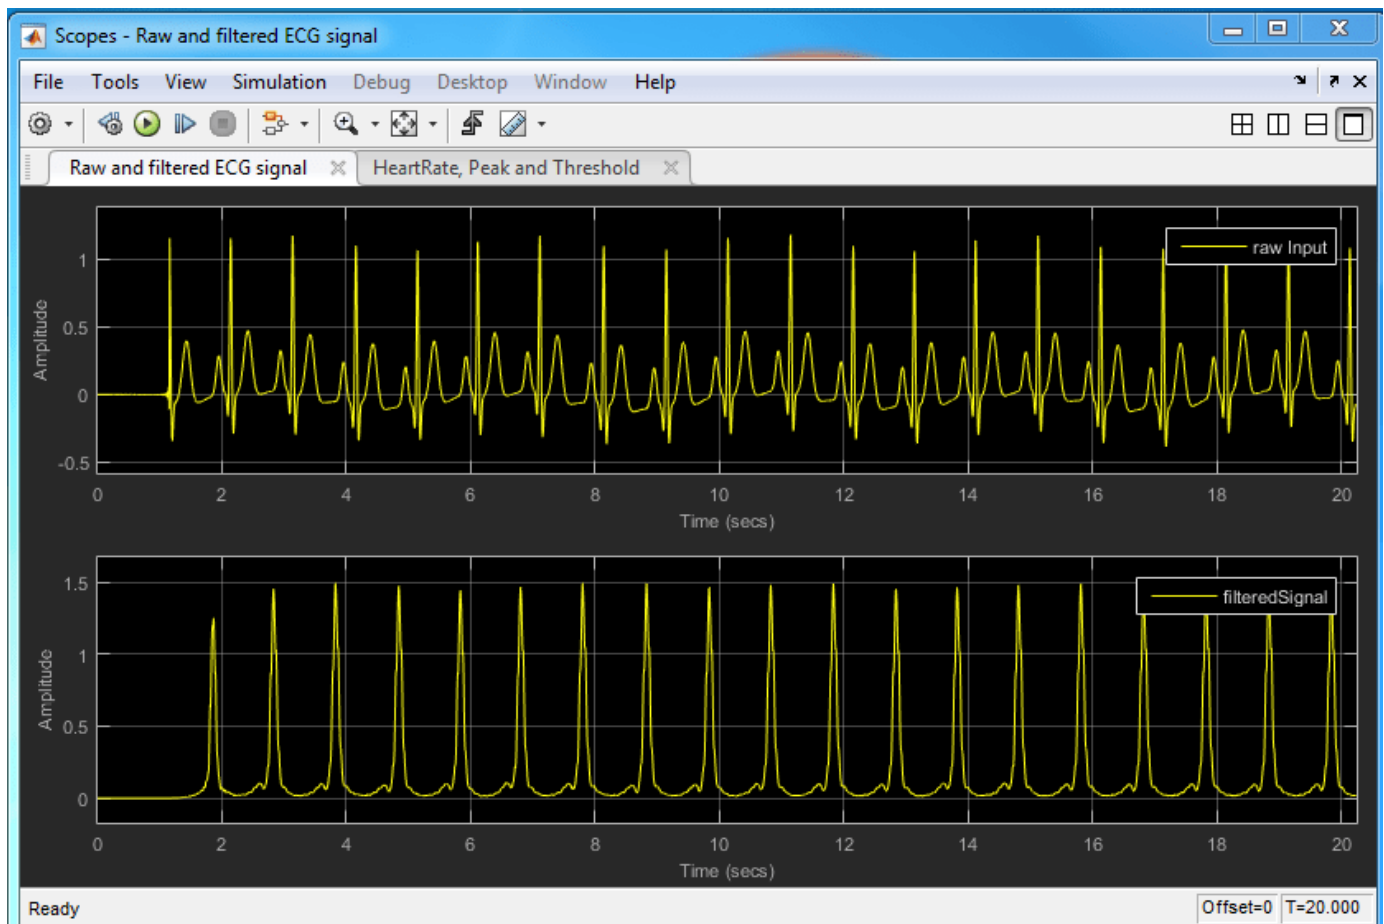 Scopes - Raw and filtered ECG signal
File Tools View Simulation Debug Desktop Window Help
Raw and filtered ECG signal HeartRate, Peak and Threshold
raw Input
1
0.5
0
-0.5
Amplitude
0 2 4 6 8 10 12 14 16 18 20
Time (secs)
filteredSignal
1.5
1
0.5
0
Amplitude
0 2 4 6 8 10 12 14 16 18 20
Time (secs)
Ready Offset=0 T=20.000